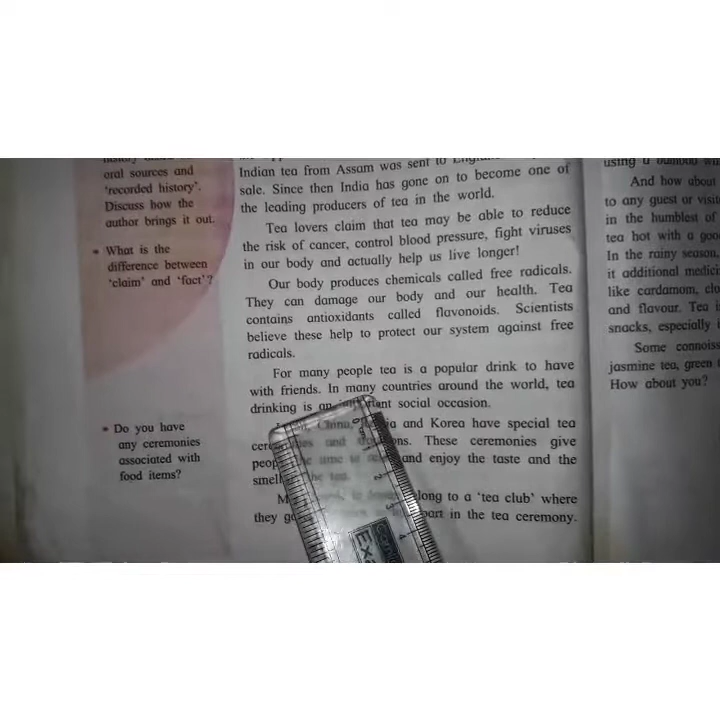 oral sources and
'recorded history'.
Discuss how the
author brings it out.
• What is the
difference between
'claim' and 'fact'?
• Do you have
any ceremonies
associated with
food items?
Indian tea from Assam was sent to
sale. Since then India has gone on to become one of
the leading producers of tea in the world.
Tea lovers claim that tea may be able to reduce
the risk of cancer, control blood pressure, fight viruses
in our body and actually help us live longer!
Our body produces chemicals called free radicals.
They can damage our body and our health. Tea
contains antioxidants called flavonoids. Scientists
believe these help to protect our system against free
radicals.
For many people tea is a popular drink to have
with friends. In many countries around the world, tea
drinking is an important social occasion.
China, and Korea have special tea
and These ceremonies give
time to and enjoy the taste and the
the tea.
to a 'tea club' where
they part in the tea ceremony.
using a
And how about
to any guest or
in the humblest of
tea hot with a
In the rainy season,
it additional
like cardamom,
and flavour. Tea
snacks, especially
Some
jasmine tea, green
How about you?